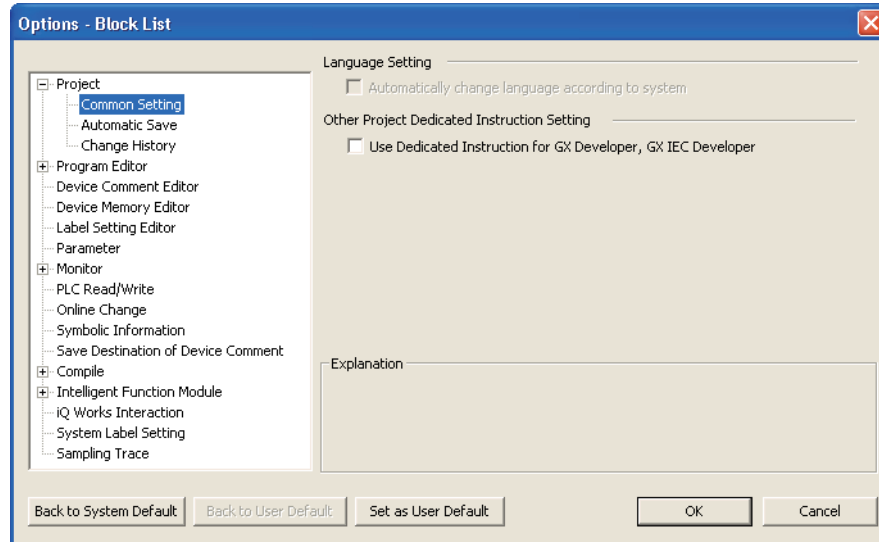 Options - Block List
Project
Common Setting
Automatic Save
Change History
Program Editor
Device Comment Editor
Device Memory Editor
Label Setting Editor
Parameter
Monitor
PLC Read/Write
Online Change
Symbolic Information
Save Destination of Device Comment
Compile
Intelligent Function Module
iQ Works Interaction
System Label Setting
Sampling Trace
Language Setting
Automatically change language according to system
Other Project Dedicated Instruction Setting
Use Dedicated Instruction for GX Developer, GX IEC Developer
Explanation
Back to System Default
Back to User Default
Set as User Default
OK
Cancel